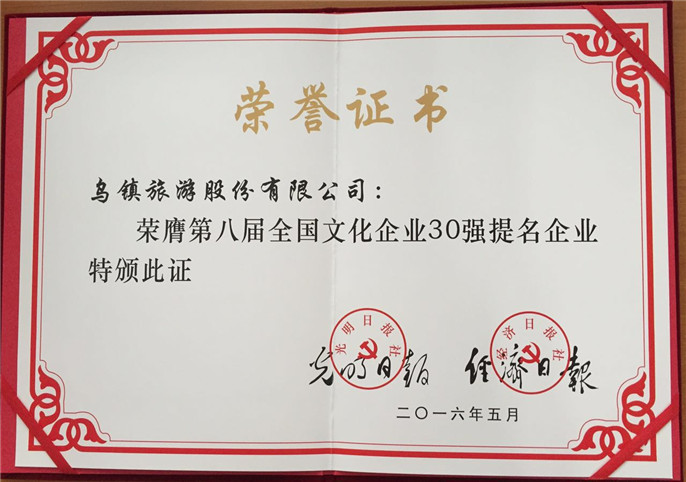 荣誉证书
乌镇旅游股份有限公司：
荣膺第八届全国文化企业30强提名企业
特颁此证
光明日报社
经济日报社
光明日报 经济日報
二〇一六年五月